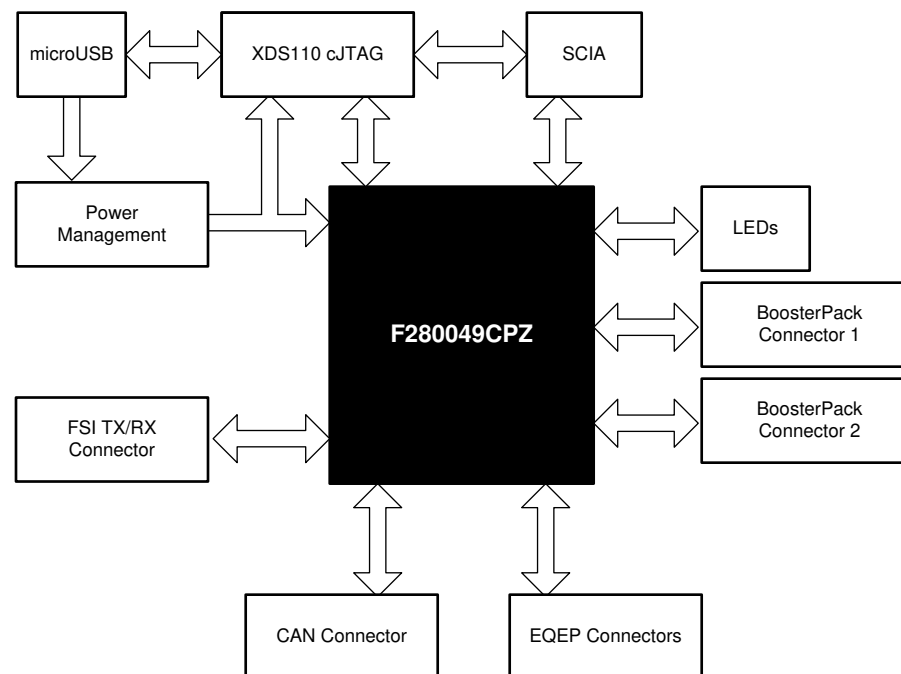 microUSB
XDS110 cJTAG
SCIA
Power
Management
LEDs
F280049CPZ
BoosterPack
Connector 1
BoosterPack
Connector 2
FSI TX/RX
Connector
CAN Connector
EQEP Connectors